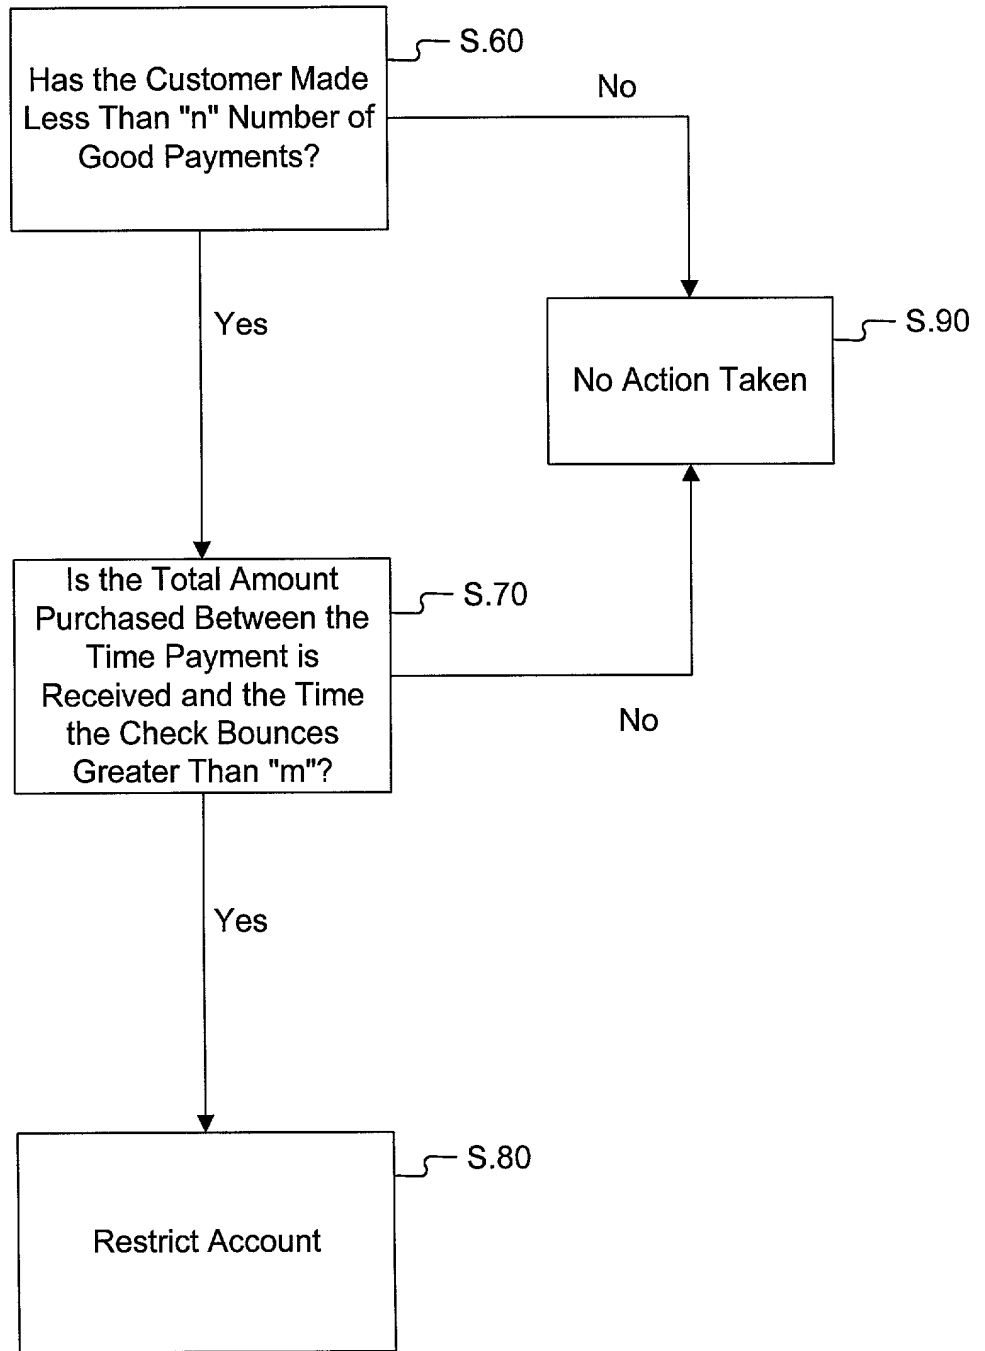 S.60
Has the Customer Made
Less Than "n" Number of
Good Payments?
No
Yes
S.90
No Action Taken
Is the Total Amount
Purchased Between the
Time Payment is
Received and the Time
the Check Bounces
Greater Than "m"?
S.70
No
Yes
S.80
Restrict Account